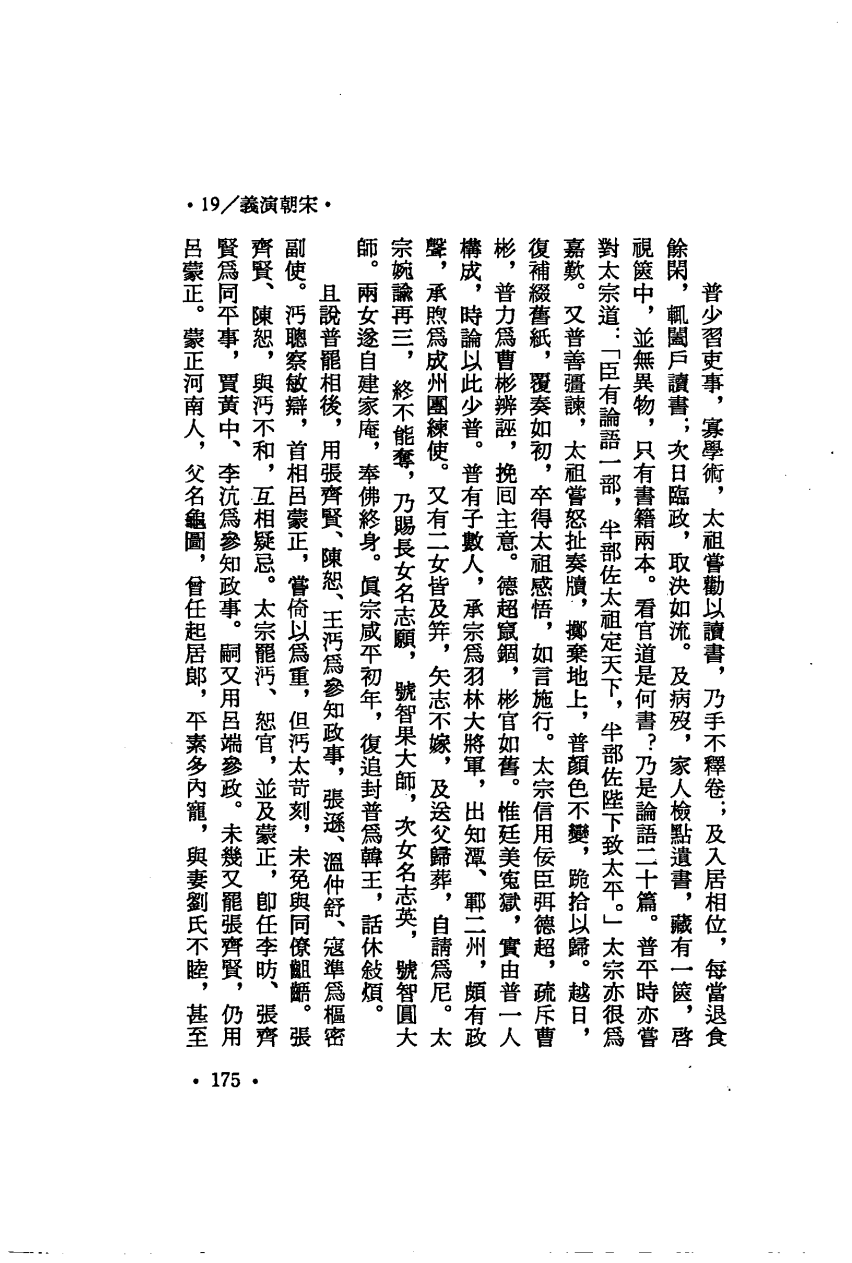 •19／義演朝宋•
普少習吏事，寡學術，太祖嘗勸以讀書，乃手不釋卷；及入居相位，每當退食
餘閑，輒闔戶讀書；次日臨政，取決如流。及病歿，家人檢點遺書，藏有一篋，啓
視篋中，並無異物，只有書籍兩本。看官道是何書？乃是論語二十篇。普平時亦嘗
對太宗道：「臣有論語一部，半部佐太祖定天下，半部佐陛下致太平。」太宗亦很爲
嘉歎。又普善彊諫，太祖嘗怒扯奏牘，擲棄地上，普顏色不變，跪拾以歸。越日，
復補綴舊紙，覆奏如初，卒得太祖感悟，如言施行。太宗信用佞臣弭德超，疏斥曹
彬，普力爲曹彬辨誣，挽回主意。德超竄錮，彬官如舊。惟廷美寃獄，實由普一人
構成，時論以此少普。普有子數人，承宗爲羽林大將軍，出知潭、鄆二州，頗有政
聲，承煦爲成州團練使。又有二女皆及笄，矢志不嫁，及送父歸葬，自請爲尼。太
宗婉諭再三，終不能奪，乃賜長女名志願，號智果大師，次女名志英，號智圓大
師。兩女遂自建家庵，奉佛終身。眞宗咸平初年，復追封普爲韓王，話休敍煩。
且說普罷相後，用張齊賢、陳恕、王沔爲參知政事，張遜、溫仲舒、寇準爲樞密
副使。沔聰察敏辯，首相呂蒙正，嘗倚以爲重，但沔太苛刻，未免與同僚齟齬。張
齊賢、陳恕，與沔不和，互相疑忌。太宗罷沔、恕官，並及蒙正，卽任李昉、張齊
賢爲同平事，賈黃中、李沆爲參知政事。嗣又用呂端參政。未幾又罷張齊賢，仍用
呂蒙正。蒙正河南人，父名龜圖，曾任起居郎，平素多內寵，與妻劉氏不睦，甚至
•175•